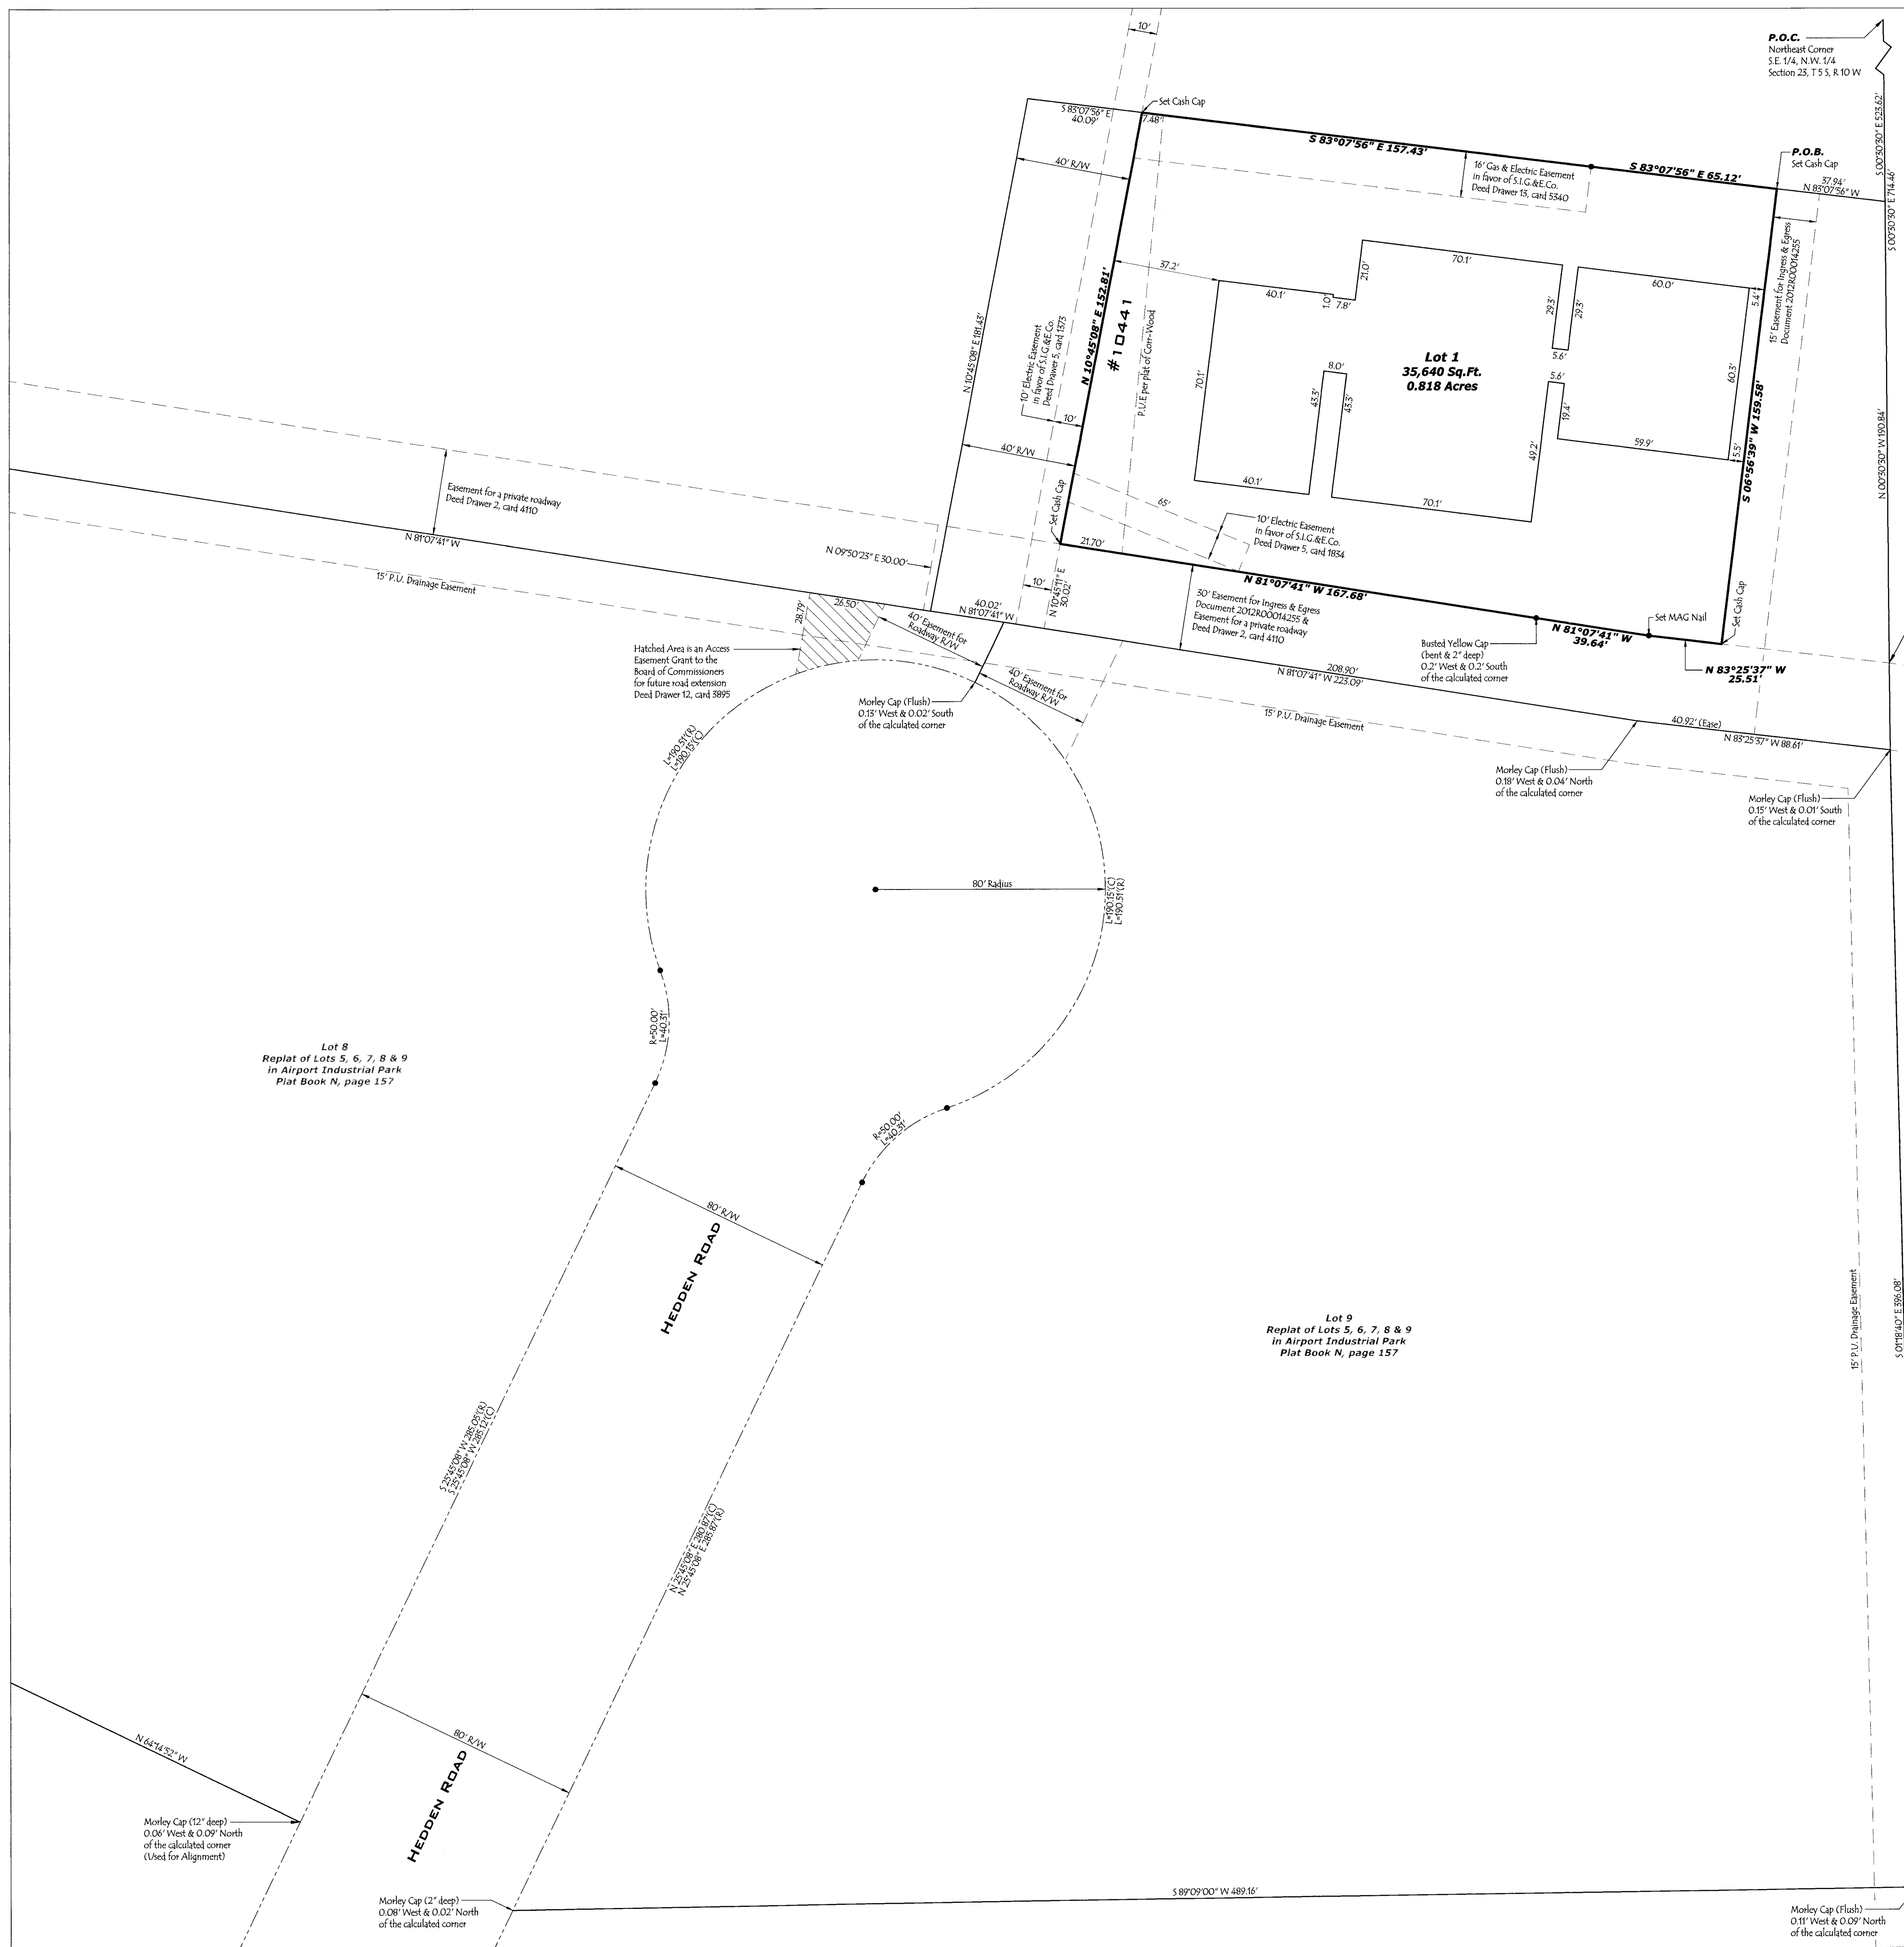 10'
P.O.C.
Northeast Corner
S.E. 1/4, N.W. 1/4
Section 23, T 5 S, R 10 W
S 00°30'30" E 523.62'
S 00°30'30" E 714.46'
S 83°07'56" E
40.09'
Set Cash Cap
7.48'
S 83°07'56" E 157.43'
S 83°07'56" E 65.12'
P.O.B.
Set Cash Cap
37.94'
N 83°07'56" W
40' R/W
16' Gas & Electric Easement
in favor of S.I.G.&E.Co.
Deed Drawer 13, card 5340
15' Easement for Ingress & Egress
Document 2012R00014255
37.2'
40.1'
1.0'
7.8'
21.0'
70.1'
29.3'
29.3'
5.6'
60.0'
5.4'
N 10°45'08" E 181.43'
10' Electric Easement
in favor of S.I.G.&E.Co.
Deed Drawer 5, card 1373
N 10°45'08" E 152.81'
#10441
P.U.E per plat of Corr-Wood
Lot 1
35,640 Sq.Ft.
0.818 Acres
70.1'
8.0'
43.3'
43.3'
5.6'
19.4'
60.3'
59.9'
49.2'
5.5'
S 06°56'39" W 159.58'
N 00°30'30" W 190.84'
10'
40' R/W
40.1'
70.1'
Set Cash Cap
65'
10' Electric Easement
in favor of S.I.G.&E.Co.
Deed Drawer 5, card 1834
Easement for a private roadway
Deed Drawer 2, card 4110
N 81°07'41" W
15' P.U. Drainage Easement
N 09°50'23" E 30.00'
21.70'
N 81°07'41" W 167.68'
10'
N 10°45'11" E
30.02'
30' Easement for Ingress & Egress
Document 2012R00014255 &
Easement for a private roadway
Deed Drawer 2, card 4110
Set Cash Cap
Set MAG Nail
N 81°07'41" W
39.64'
N 83°25'37" W
25.51'
Busted Yellow Cap
(bent & 2" deep)
0.2' West & 0.2' South
of the calculated corner
28.79'
26.50'
40.02'
N 81°07'41" W
40' Easement for
Roadway R/W
40' Easement for
Roadway R/W
Hatched Area is an Access
Easement Grant to the
Board of Commissioners
for future road extension
Deed Drawer 12, card 3895
Morley Cap (Flush)
0.13' West & 0.02' South
of the calculated corner
208.90'
N 81°07'41" W 223.09'
15' P.U. Drainage Easement
40.92' (Ease)
N 83°25'37" W 88.61'
Morley Cap (Flush)
0.18' West & 0.04' North
of the calculated corner
Morley Cap (Flush)
0.15' West & 0.01' South
of the calculated corner
L=190.51'(R)
L=190.15'(C)
80' Radius
L=190.15'(C)
L=190.51'(R)
R=50.00'
L=40.31'
R=50.00'
L=40.31'
Lot 8
Replat of Lots 5, 6, 7, 8 & 9
in Airport Industrial Park
Plat Book N, page 157
80' R/W
Hedden Road
Lot 9
Replat of Lots 5, 6, 7, 8 & 9
in Airport Industrial Park
Plat Book N, page 157
15' P.U. Drainage Easement
S 01°18'40" E 396.08'
S 25°45'08" W 285.05'(R)
S 25°45'08" W 285.12'(C)
N 25°45'08" E 280.87'(C)
N 25°45'08" E 285.87'(R)
N 64°14'52" W
80' R/W
Hedden Road
Morley Cap (12" deep)
0.06' West & 0.09' North
of the calculated corner
(Used for Alignment)
Morley Cap (2" deep)
0.08' West & 0.02' North
of the calculated corner
S 89°09'00" W 489.16'
Morley Cap (Flush)
0.11' West & 0.09' North
of the calculated corner